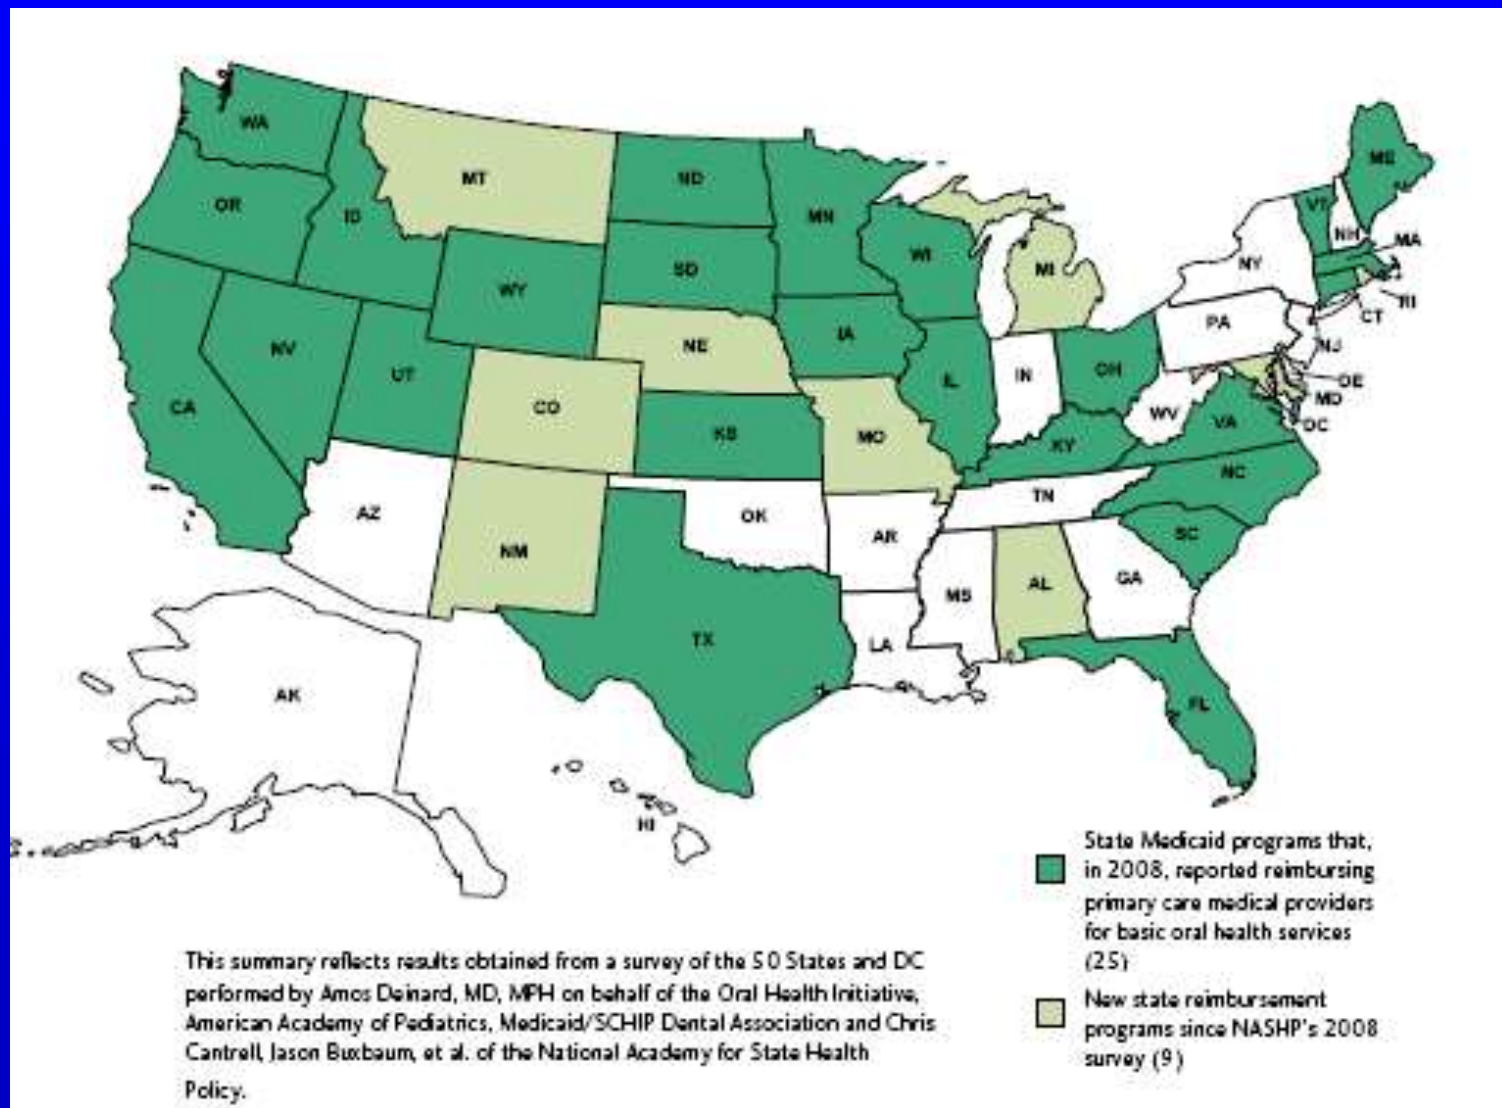 WA
MT
ND
ME
OR
ID
MN
VT
NH
MA
SD
WI
MI
NY
WY
RI
CT
PA
IA
NE
NV
NJ
UT
IL
IN
OH
DE
CO
MD
CA
KS
MO
WV
VA
DC
KY
NC
TN
AZ
OK
AR
SC
NM
AL
GA
MS
TX
LA
AK
FL
HI
State Medicaid programs that,
in 2008, reported reimbursing
primary care medical providers
for basic oral health services
(25)
New state reimbursement
programs since NASHP's 2008
survey (9)
This summary reflects results obtained from a survey of the 50 States and DC
performed by Amos Deinard, MD, MPH on behalf of the Oral Health Initiative,
American Academy of Pediatrics, Medicaid/SCHIP Dental Association and Chris
Cantrell, Jason Buxbaum, et al. of the National Academy for State Health
Policy.